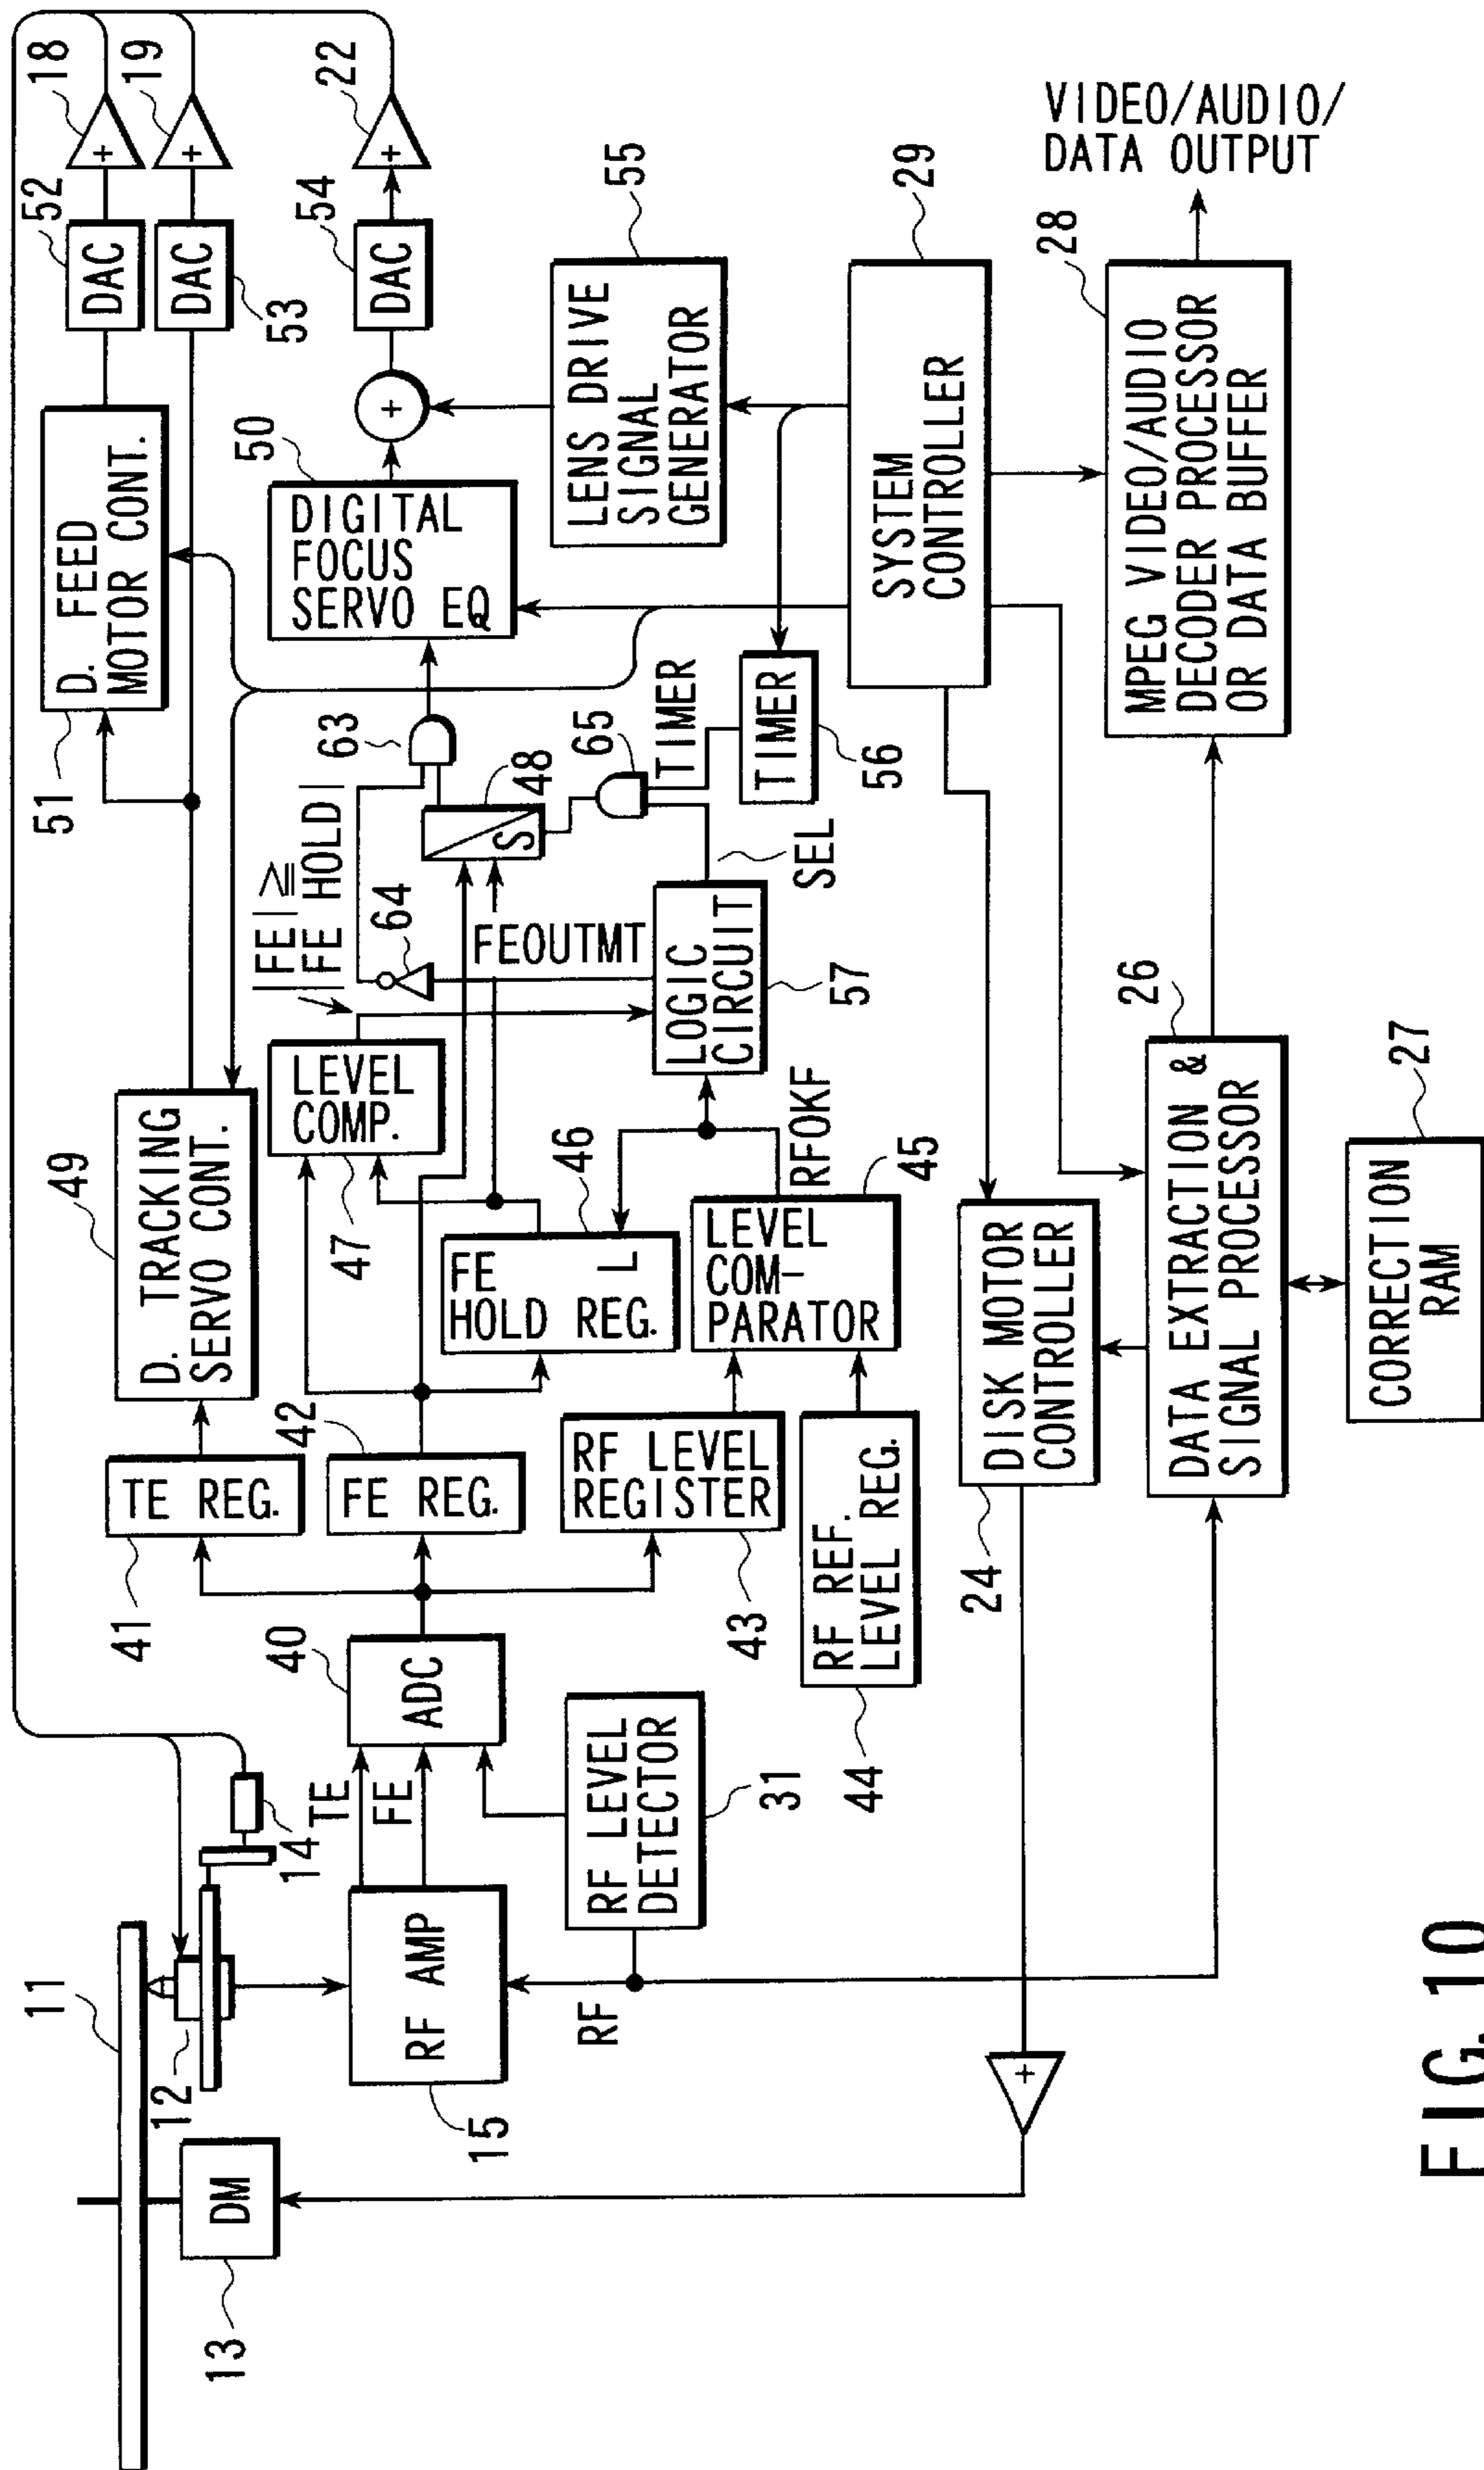 11
12
DM
13
14
RF AMP
15
TE
FE
RF
RF LEVEL
DETECTOR
31
ADC
40
TE REG.
41
FE REG.
42
RF LEVEL
REGISTER
43
RF REF.
LEVEL REG.
44
D. TRACKING
SERVO CONT.
49
LEVEL
COMP.
47
FE
HOLD REG.
L
46
LEVEL
COM-
PARATOR
45
RFOKF
|FE| ≧
|FE HOLD|
64
FEOUTMT
LOGIC
CIRCUIT
57
SEL
S
48
63
65
TIMER
TIMER
56
D. FEED
MOTOR CONT.
51
DIGITAL
FOCUS
SERVO EQ
50
+
LENS DRIVE
SIGNAL
GENERATOR
55
DAC
52
DAC
53
DAC
54
+
18
+
19
+
22
SYSTEM
CONTROLLER
29
DISK MOTOR
CONTROLLER
24
+
DATA EXTRACTION &
SIGNAL PROCESSOR
26
CORRECTION
RAM
27
MPEG VIDEO/AUDIO
DECODER PROCESSOR
OR DATA BUFFER
28
VIDEO/AUDIO/
DATA OUTPUT
FIG. 10